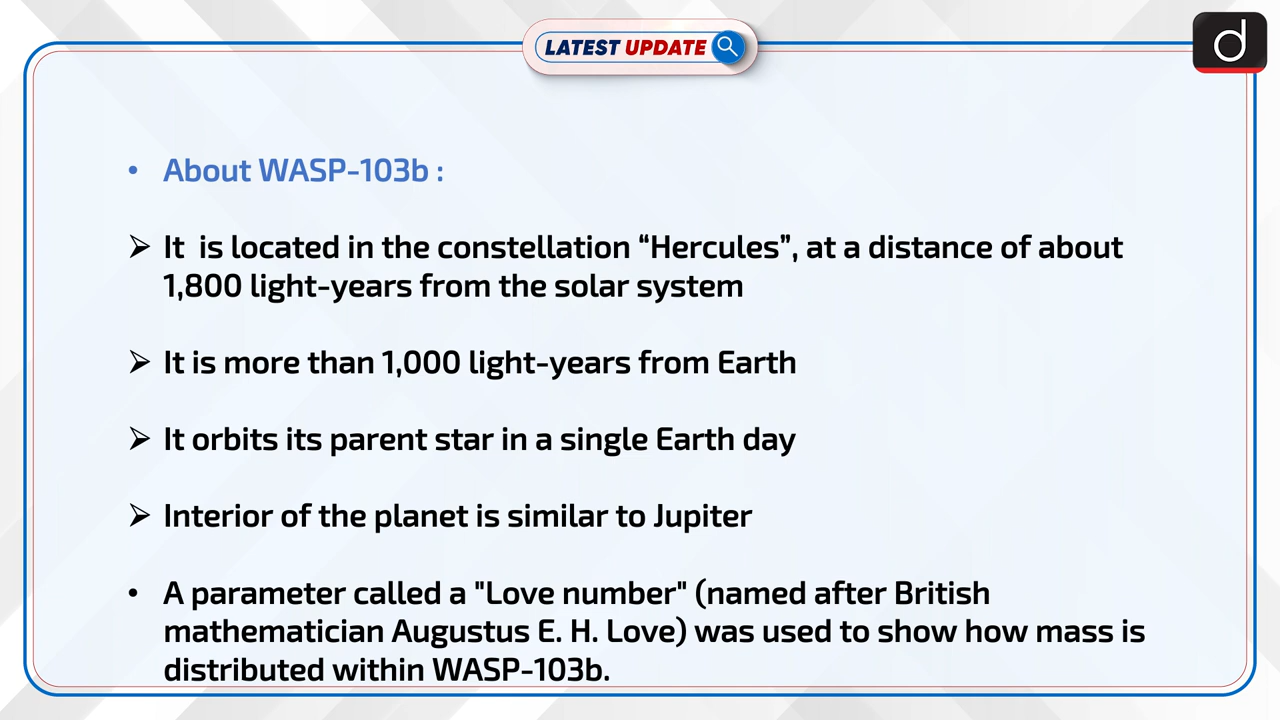 LATEST UPDATE
d
• About WASP-103b :
➢ It  is located in the constellation “Hercules”, at a distance of about
1,800 light-years from the solar system
➢ It is more than 1,000 light-years from Earth
➢ It orbits its parent star in a single Earth day
➢ Interior of the planet is similar to Jupiter
• A parameter called a "Love number" (named after British
mathematician Augustus E. H. Love) was used to show how mass is
distributed within WASP-103b.